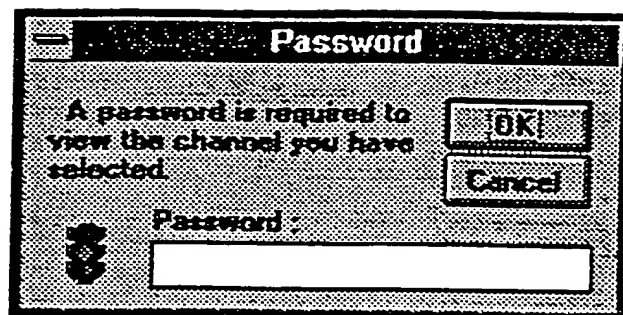 Password
A password is required to
view the channel you have
selected.
OK
Cancel
Password :